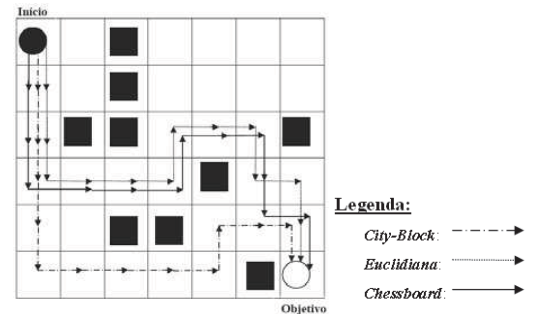 Início
Legenda:
City-Block:
Euclidiana:
Chessboard:
Objetivo